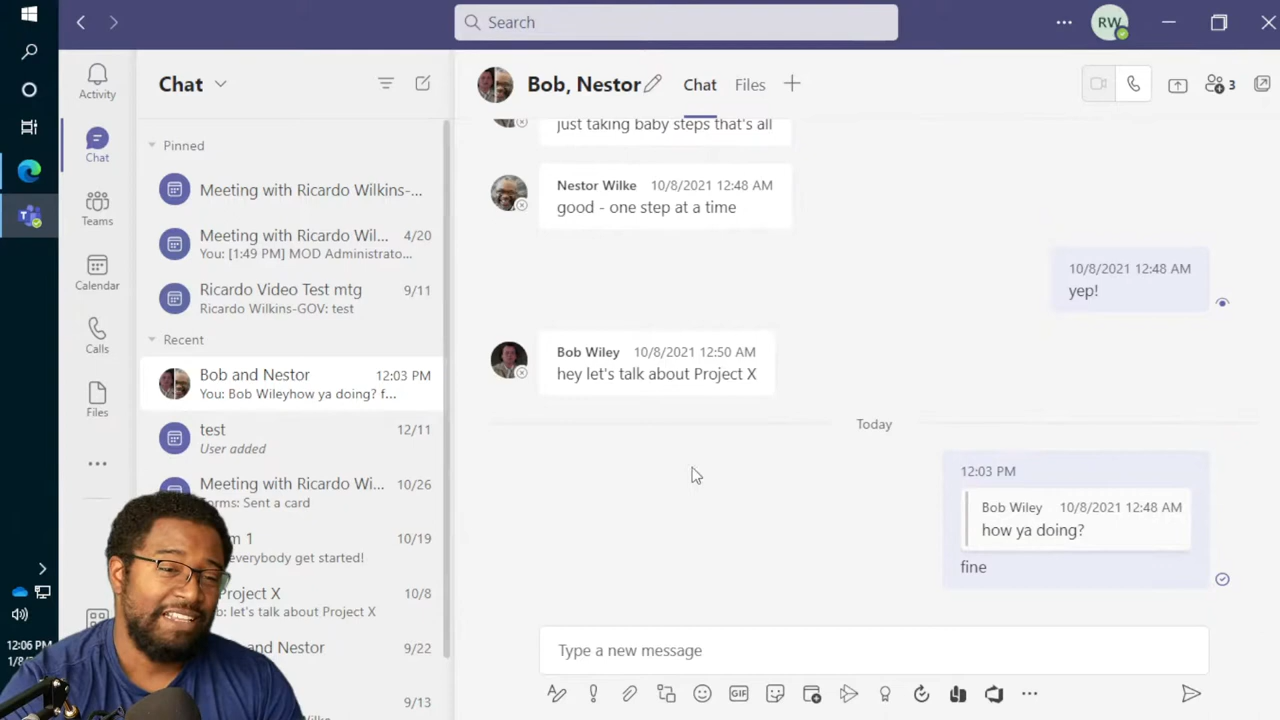 Search
RW
Activity
Chat
Teams
Calendar
Calls
Files
12:06 PM
Chat
Pinned
Meeting with Ricardo Wilkins-...
Meeting with Ricardo Wil... 4/20
You: [1:49 PM] MOD Administrato...
Ricardo Video Test mtg 9/11
Ricardo Wilkins-GOV: test
Recent
Bob and Nestor 12:03 PM
You: Bob Wileyhow ya doing? f...
test 12/11
User added
Meeting with Ricardo Wi... 10/26
Forms: Sent a card
1 10/19
everybody get started!
Project X 10/8
let's talk about Project X
and Nestor 9/22
9/13
Bob, Nestor Chat Files 3
just taking baby steps that's all
Nestor Wilke 10/8/2021 12:48 AM
good - one step at a time
10/8/2021 12:48 AM
yep!
Bob Wiley 10/8/2021 12:50 AM
hey let's talk about Project X
Today
12:03 PM
Bob Wiley 10/8/2021 12:48 AM
how ya doing?
fine
Type a new message
GIF